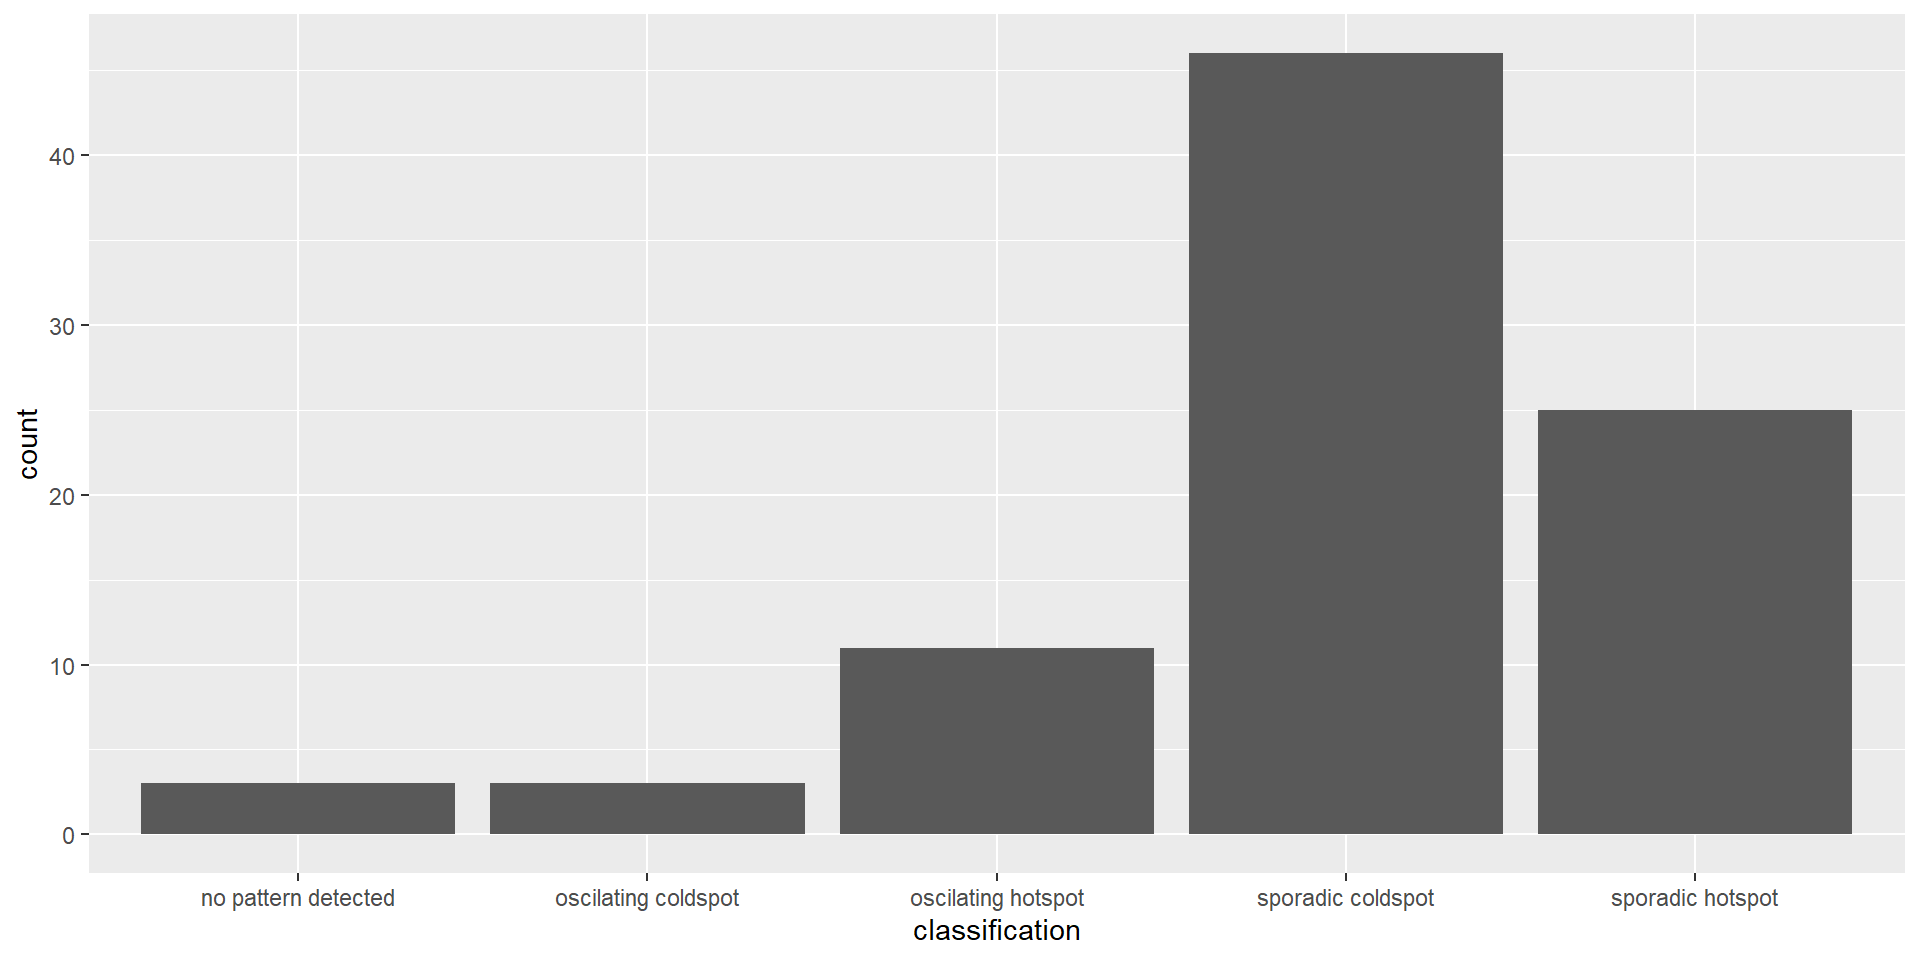 count
40
30
20
10
0
no pattern detected
oscilating coldspot
oscilating hotspot
sporadic coldspot
sporadic hotspot
classification